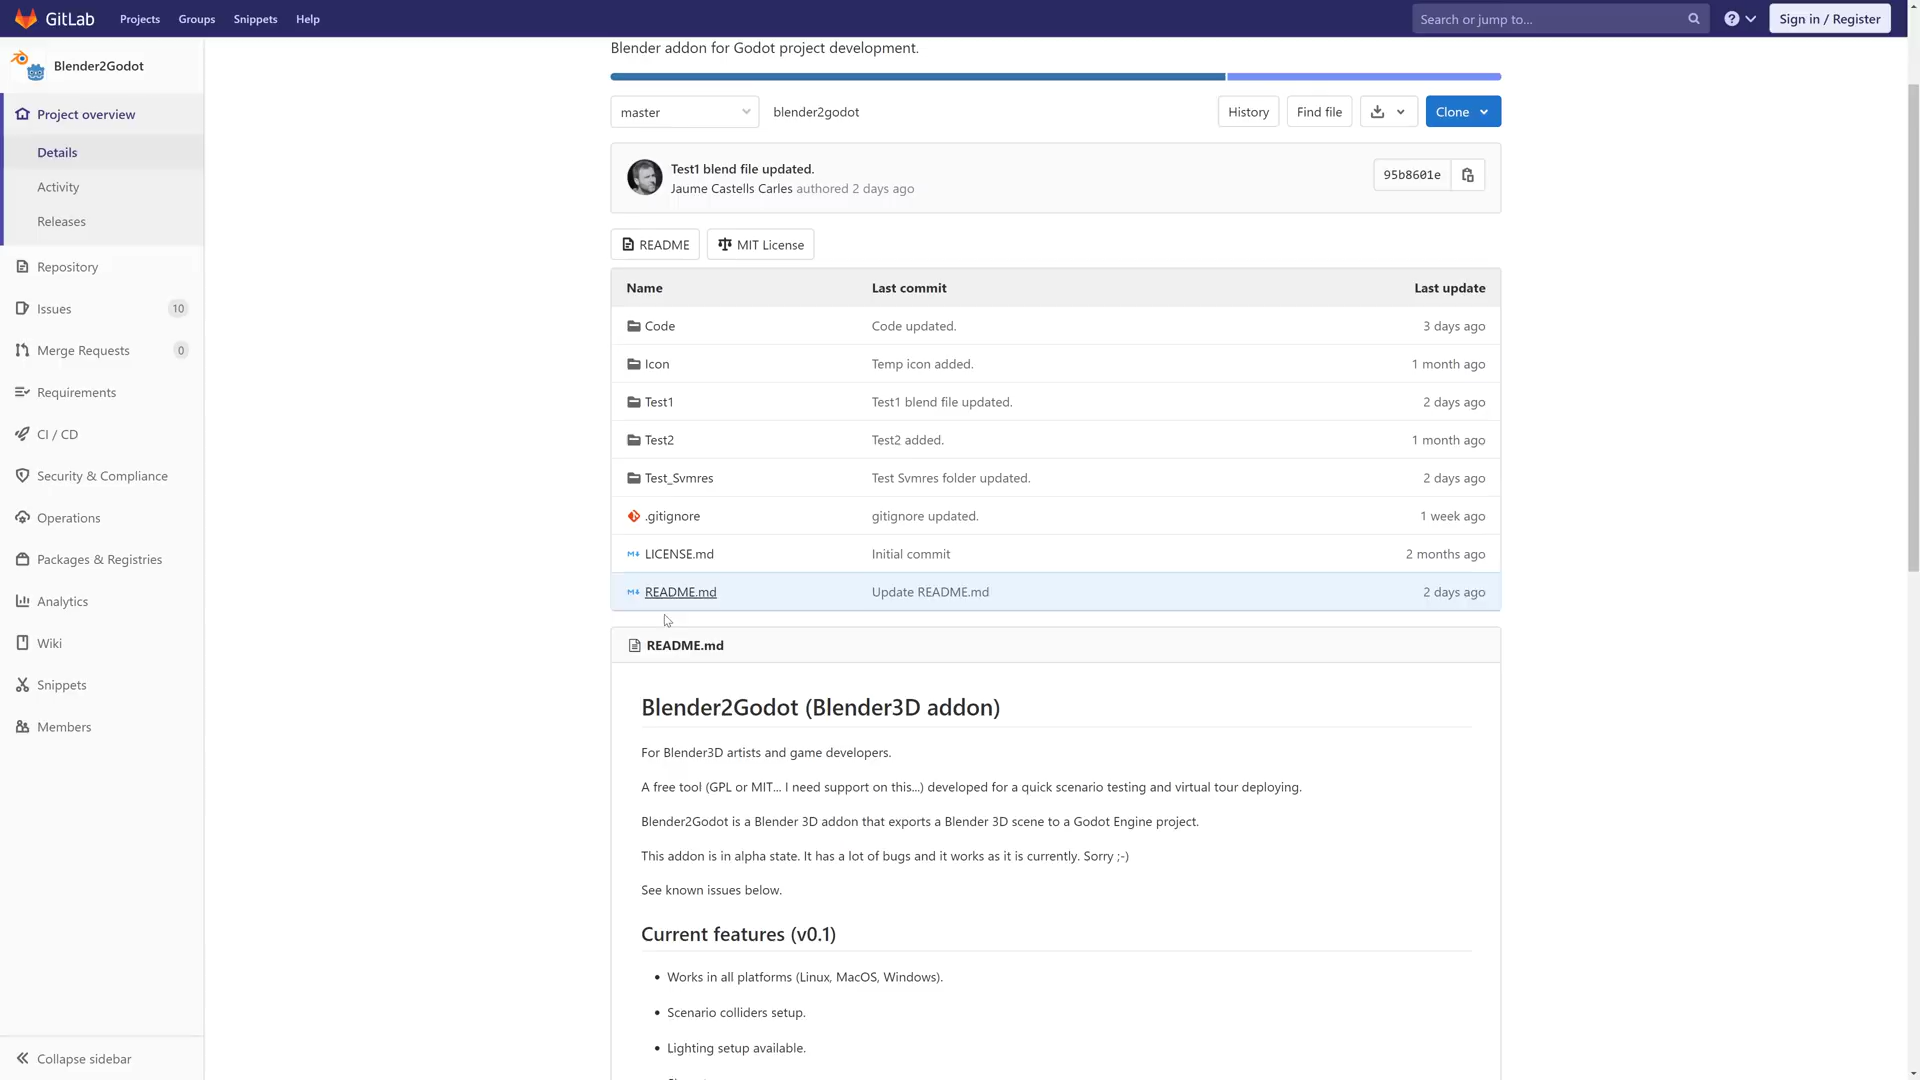 GitLab Projects Groups Snippets Help Search or jump to... Sign in / Register
Blender2Godot
Project overview
Details
Activity
Releases
Repository
Issues 10
Merge Requests 0
Requirements
CI / CD
Security & Compliance
Operations
Packages & Registries
Analytics
Wiki
Snippets
Members
Collapse sidebar
Blender addon for Godot project development.
master blender2godot History Find file Clone
Test1 blend file updated.
Jaume Castells Carles authored 2 days ago
95b8601e
README MIT License
Name Last commit Last update
Code Code updated. 3 days ago
Icon Temp icon added. 1 month ago
Test1 Test1 blend file updated. 2 days ago
Test2 Test2 added. 1 month ago
Test_Svmres Test Svmres folder updated. 2 days ago
.gitignore gitignore updated. 1 week ago
LICENSE.md Initial commit 2 months ago
README.md Update README.md 2 days ago
README.md
Blender2Godot (Blender3D addon)
For Blender3D artists and game developers.
A free tool (GPL or MIT... I need support on this...) developed for a quick scenario testing and virtual tour deploying.
Blender2Godot is a Blender 3D addon that exports a Blender 3D scene to a Godot Engine project.
This addon is in alpha state. It has a lot of bugs and it works as it is currently. Sorry ;-)
See known issues below.
Current features (v0.1)
• Works in all platforms (Linux, MacOS, Windows).
• Scenario colliders setup.
• Lighting setup available.